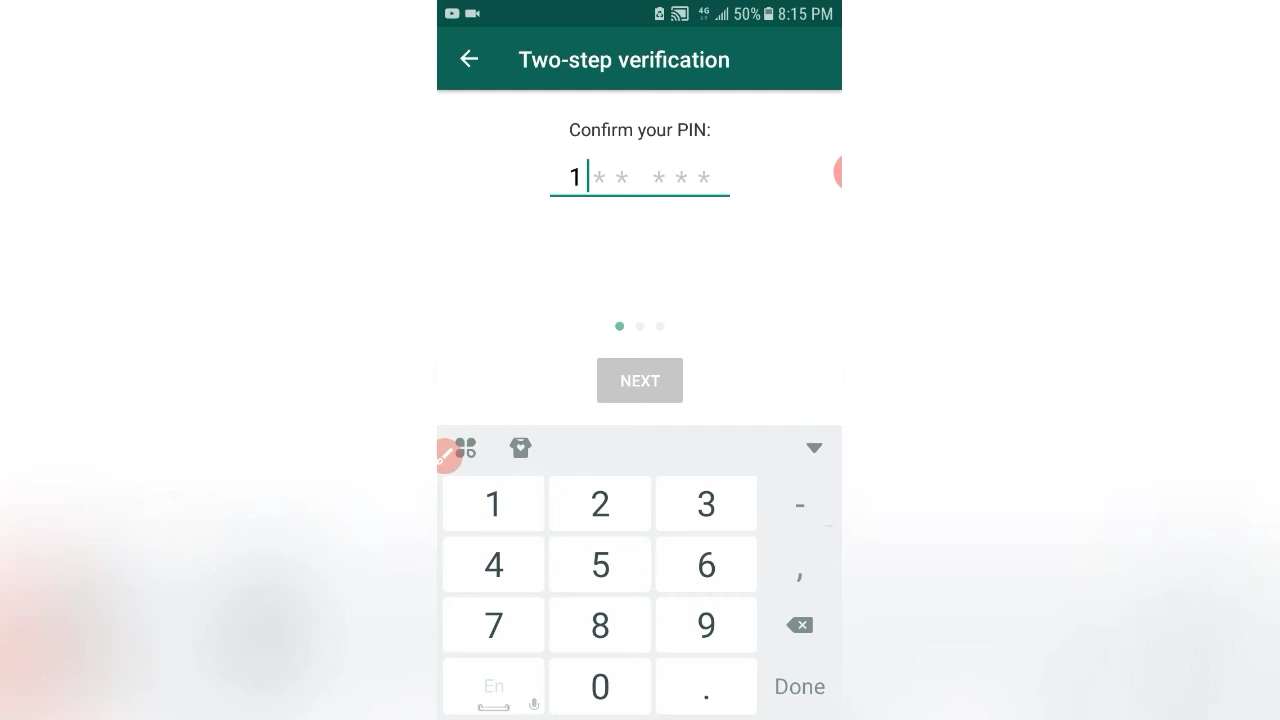 4G 50% 8:15 PM
Two-step verification
Confirm your PIN:
1** ***
NEXT
1 2 3 -
4 5 6 ,
7 8 9
En 0 . Done